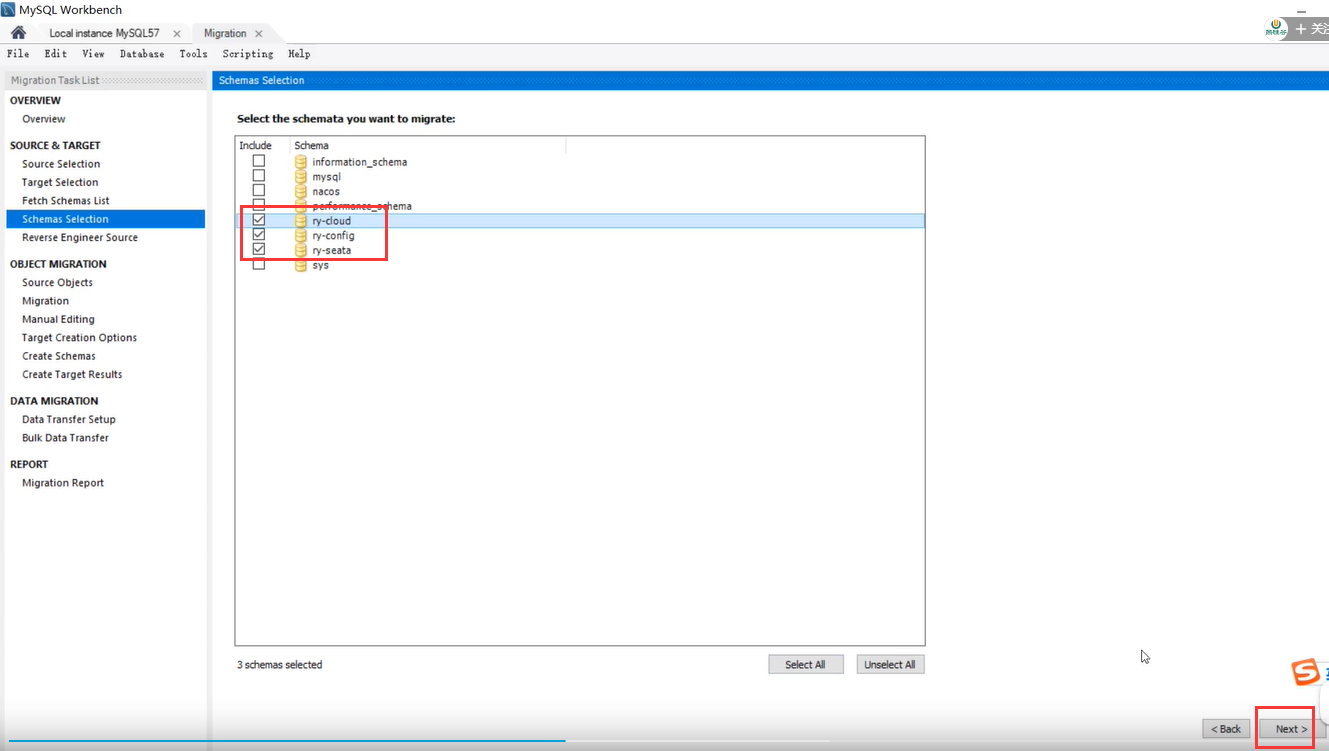 MySQL Workbench
Local instance MySQL57
Migration
+ 关注
File Edit View Database Tools Scripting Help
Migration Task List
Schemas Selection
OVERVIEW
Overview
SOURCE & TARGET
Source Selection
Target Selection
Fetch Schemas List
Schemas Selection
Reverse Engineer Source
OBJECT MIGRATION
Source Objects
Migration
Manual Editing
Target Creation Options
Create Schemas
Create Target Results
DATA MIGRATION
Data Transfer Setup
Bulk Data Transfer
REPORT
Migration Report
Select the schemata you want to migrate:
Include Schema
information_schema
mysql
nacos
performance_schema
ry-cloud
ry-config
ry-seata
sys
3 schemas selected
Select All
Unselect All
< Back
Next >